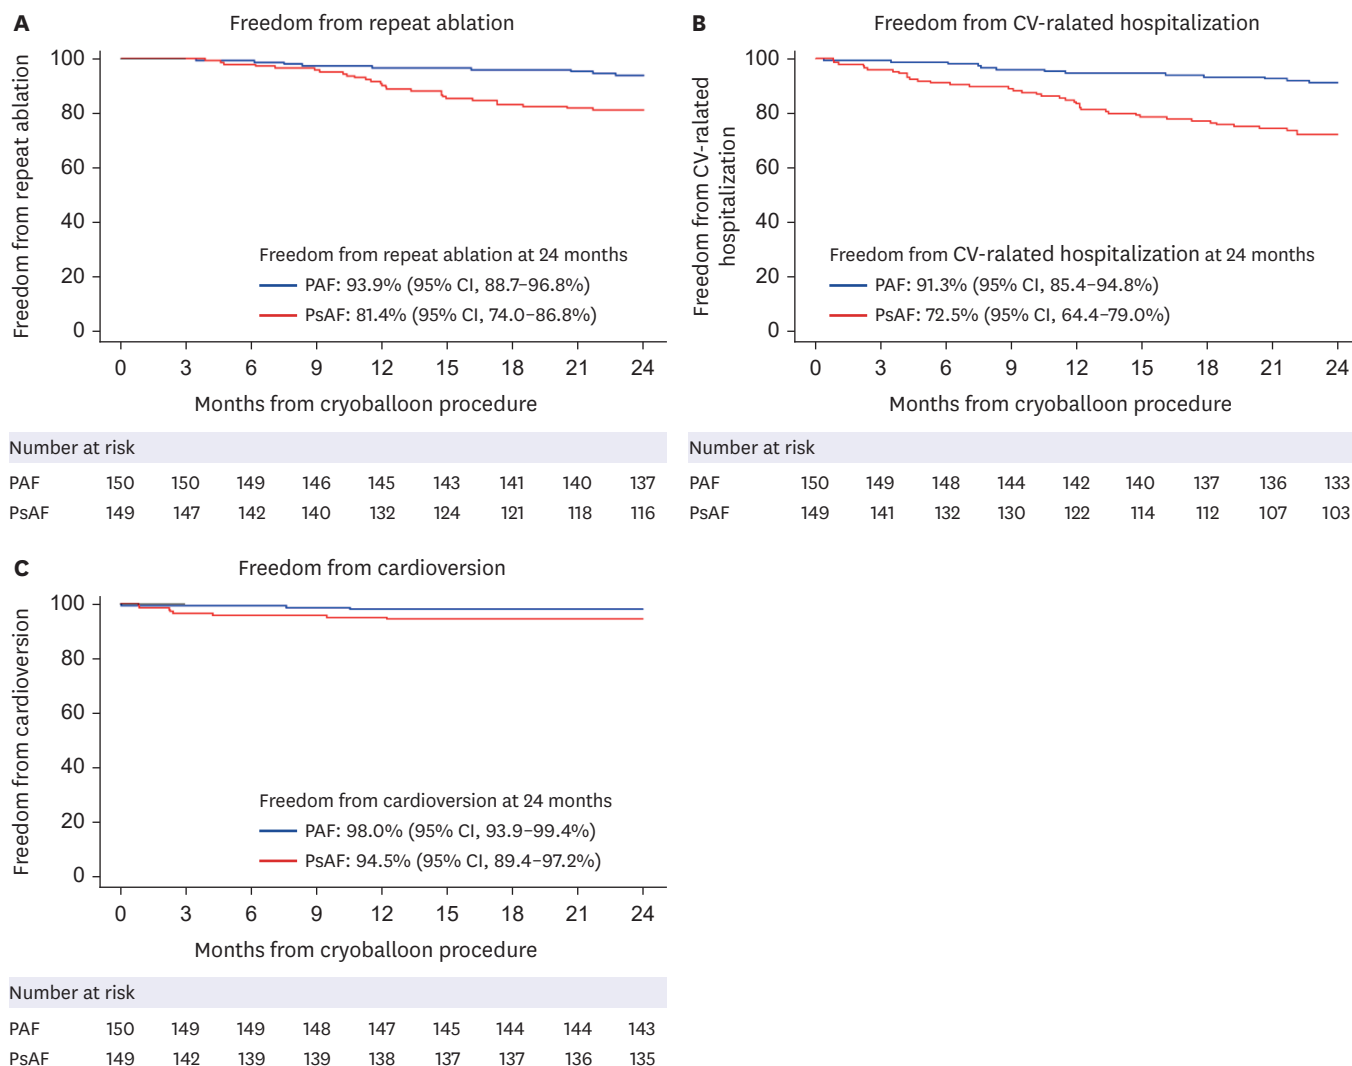 A
Freedom from repeat ablation
Freedom from repeat ablation
100
80
60
40
20
0
Freedom from repeat ablation at 24 months
PAF: 93.9% (95% CI, 88.7–96.8%)
PsAF: 81.4% (95% CI, 74.0–86.8%)
0 3 6 9 12 15 18 21 24
Months from cryoballoon procedure
Number at risk
PAF 150 150 149 146 145 143 141 140 137
PsAF 149 147 142 140 132 124 121 118 116
B
Freedom from CV-ralated hospitalization
Freedom from CV-ralated
hospitalization
100
80
60
40
20
0
Freedom from CV-ralated hospitalization at 24 months
PAF: 91.3% (95% CI, 85.4–94.8%)
PsAF: 72.5% (95% CI, 64.4–79.0%)
0 3 6 9 12 15 18 21 24
Months from cryoballoon procedure
Number at risk
PAF 150 149 148 144 142 140 137 136 133
PsAF 149 141 132 130 122 114 112 107 103
C
Freedom from cardioversion
Freedom from cardioversion
100
80
60
40
20
0
Freedom from cardioversion at 24 months
PAF: 98.0% (95% CI, 93.9–99.4%)
PsAF: 94.5% (95% CI, 89.4–97.2%)
0 3 6 9 12 15 18 21 24
Months from cryoballoon procedure
Number at risk
PAF 150 149 149 148 147 145 144 144 143
PsAF 149 142 139 139 138 137 137 136 135